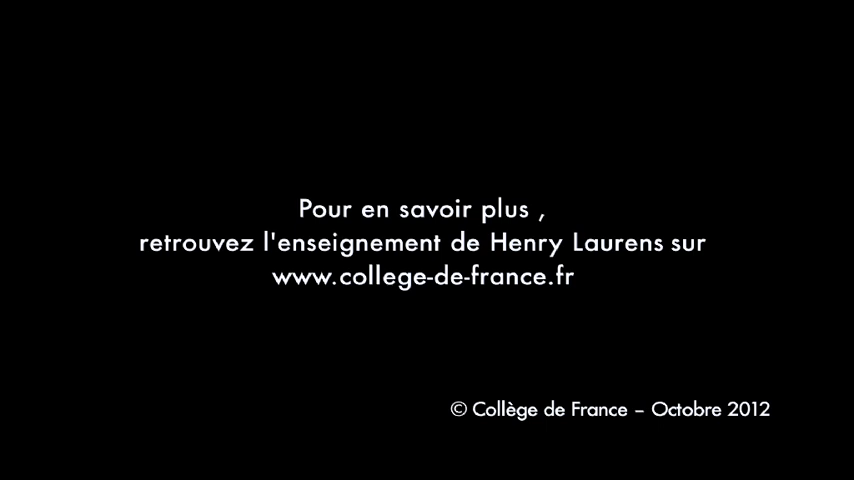 Pour en savoir plus ,
retrouvez l'enseignement de Henry Laurens sur
www.college-de-france.fr
© Collège de France – Octobre 2012